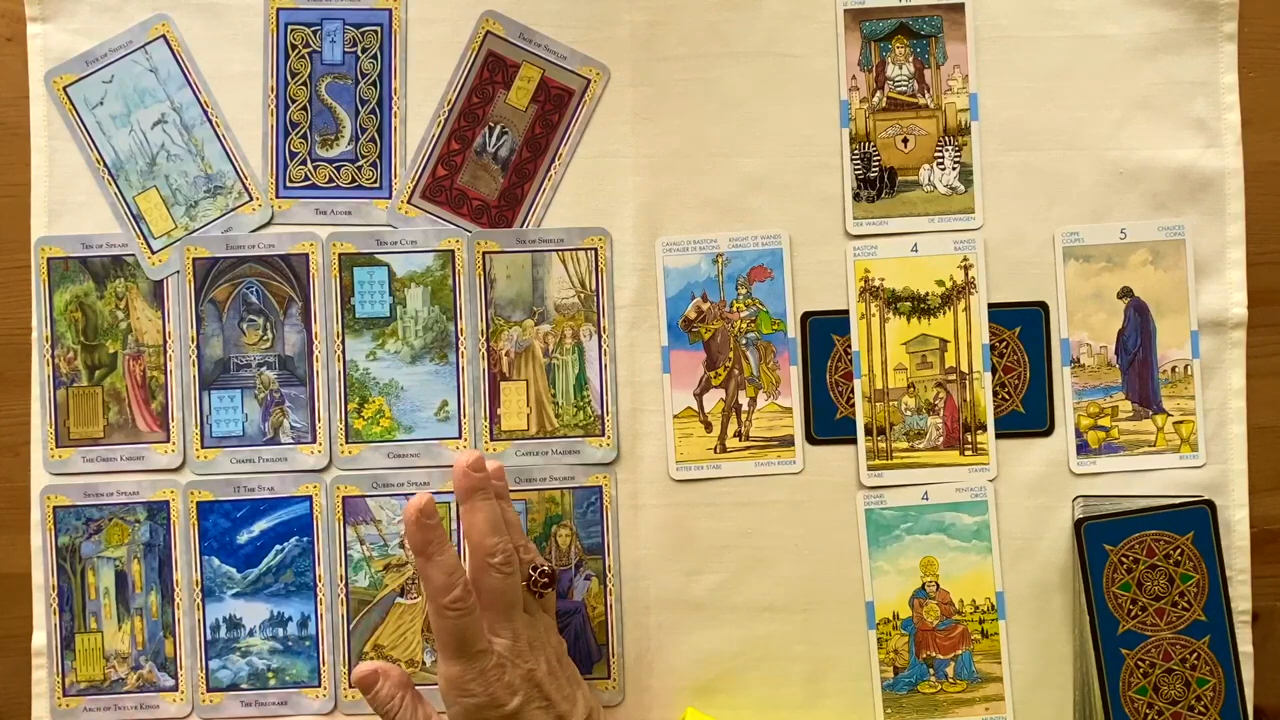 FIVE OF SHIELDS
THE ADDER
PAGE OF SHIELDS
TEN OF SPEARS
THE GREEN KNIGHT
EIGHT OF CUPS
CHAPEL PERILOUS
TEN OF CUPS
CORBENIC
SIX OF SHIELDS
CASTLE OF MAIDENS
SEVEN OF SPEARS
ARCH OF TWELVE KINGS
17 THE STAR
THE FIREDRAKE
QUEEN OF SPEARS
QUEEN OF SWORDS
LE CHAR
VII
DER WAGEN
DE ZEGEWAGEN
CAVALLO DI BASTONI KNIGHT OF WANDS
CHEVALIER DE BATONS CABALLO DE BASTOS
RITTER DER STÄBE STAVEN RIDDER
BASTONI 4 WANDS
BATONS BASTOS
STÄBE STAVEN
COPPE 5 CHALICES
COUPES COPAS
KELCHE BEKERS
DENARI 4 PENTACLES
DENIERS OROS
MUNTEN